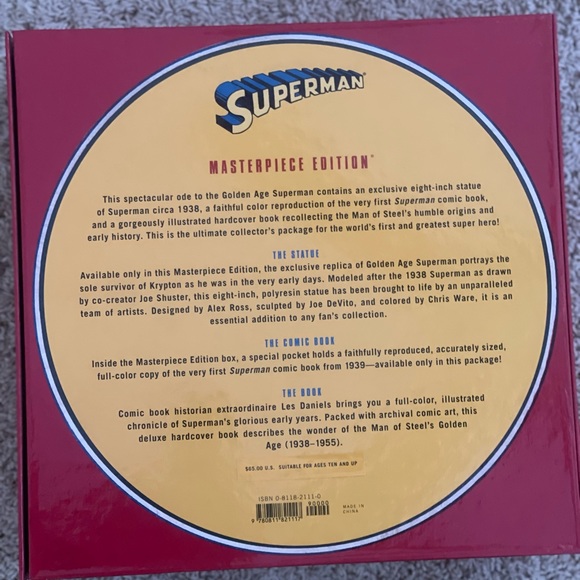 SUPERMAN®
MASTERPIECE EDITION™
This spectacular ode to the Golden Age Superman contains an exclusive eight-inch statue
of Superman circa 1938, a faithful color reproduction of the very first Superman comic book,
and a gorgeously illustrated hardcover book recollecting the Man of Steel's humble origins and
early history. This is the ultimate collector's package for the world's first and greatest super hero!
THE STATUE
Available only in this Masterpiece Edition, the exclusive replica of Golden Age Superman portrays the
sole survivor of Krypton as he was in the very early days. Modeled after the 1938 Superman as drawn
by co-creator Joe Shuster, this eight-inch, polyresin statue has been brought to life by an unparalleled
team of artists. Designed by Alex Ross, sculpted by Joe DeVito, and colored by Chris Ware, it is an
essential addition to any fan's collection.
THE COMIC BOOK
Inside the Masterpiece Edition box, a special pocket holds a faithfully reproduced, accurately sized,
full-color copy of the very first Superman comic book from 1939—available only in this package!
THE BOOK
Comic book historian extraordinaire Les Daniels brings you a full-color, illustrated
chronicle of Superman's glorious early years. Packed with archival comic art, this
deluxe hardcover book describes the wonder of the Man of Steel's Golden
Age (1938–1955).
$65.00 U.S. SUITABLE FOR AGES TEN AND UP
ISBN 0-8118-2111-0
90000
9 780811 821117
MADE IN
CHINA